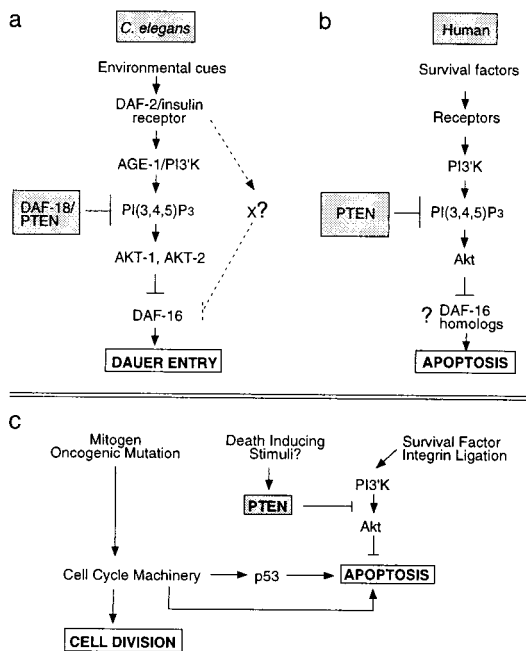 a
C. elegans
Environmental cues
DAF-2/insulin
receptor
AGE-1/PI3'K
DAF-18/
PTEN
PI(3,4,5)P3
x?
AKT-1, AKT-2
DAF-16
DAUER ENTRY
b
Human
Survival factors
Receptors
PI3'K
PTEN
PI(3,4,5)P3
Akt
? DAF-16
homologs
APOPTOSIS
c
Mitogen
Oncogenic Mutation
Death Inducing
Stimuli?
Survival Factor
Integrin Ligation
PI3'K
PTEN
Akt
Cell Cycle Machinery
p53
APOPTOSIS
CELL DIVISION